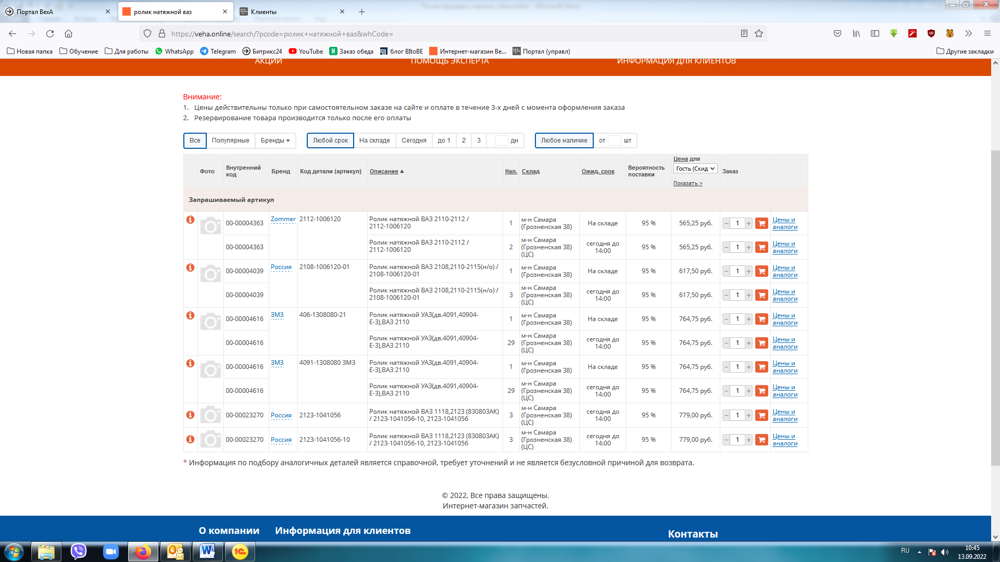 Портал ВехА
ролик натяжной ваз
Клиенты
https://veha.online/search/?pcode=ролик+натяжной+ваз&whCode=
Новая папка Обучение Для работы WhatsApp Telegram Битрикс24 YouTube Заказ обеда блог BItoBE Интернет-магазин Ве... Портал (управл) Другие закладки
АКЦИИ ПОМОЩЬ ЭКСПЕРТА ИНФОРМАЦИЯ ДЛЯ КЛИЕНТОВ
Внимание:
1. Цены действительны только при самостоятельном заказе на сайте и оплате в течение 3-х дней с момента оформления заказа
2. Резервирование товара производится только после его оплаты
Все Популярные Бренды Любой срок На складе Сегодня до 1 2 3 дн Любое наличие от шт
Фото Внутренний код Бренд Код детали (артикул) Описание ▲ Нал. Склад Ожид. срок Вероятность поставки Цена для Гость (Скид Показать > Заказ
Запрашиваемый артикул
00-00004363 Zommer 2112-1006120 Ролик натяжной ВАЗ 2110-2112 / 2112-1006120 1 м-н Самара (Грозненская 38) На складе 95 % 565,25 руб. 1 Цены и аналоги
00-00004363 Ролик натяжной ВАЗ 2110-2112 / 2112-1006120 2 м-н Самара (Грозненская 38) (ЦС) сегодня до 14:00 95 % 565,25 руб. 1 Цены и аналоги
00-00004039 Россия 2108-1006120-01 Ролик натяжной ВАЗ 2108,2110-2115(н/о) / 2108-1006120-01 1 м-н Самара (Грозненская 38) На складе 95 % 617,50 руб. 1 Цены и аналоги
00-00004039 Ролик натяжной ВАЗ 2108,2110-2115(н/о) / 2108-1006120-01 3 м-н Самара (Грозненская 38) (ЦС) сегодня до 14:00 95 % 617,50 руб. 1 Цены и аналоги
00-00004616 ЗМЗ 406-1308080-21 Ролик натяжной УАЗ(дв.4091,40904-Е-3),ВАЗ 2110 1 м-н Самара (Грозненская 38) На складе 95 % 764,75 руб. 1 Цены и аналоги
00-00004616 Ролик натяжной УАЗ(дв.4091,40904-Е-3),ВАЗ 2110 29 м-н Самара (Грозненская 38) (ЦС) сегодня до 14:00 95 % 764,75 руб. 1 Цены и аналоги
00-00004616 ЗМЗ 4091-1308080 ЗМЗ Ролик натяжной УАЗ(дв.4091,40904-Е-3),ВАЗ 2110 1 м-н Самара (Грозненская 38) На складе 95 % 764,75 руб. 1 Цены и аналоги
00-00004616 Ролик натяжной УАЗ(дв.4091,40904-Е-3),ВАЗ 2110 29 м-н Самара (Грозненская 38) (ЦС) сегодня до 14:00 95 % 764,75 руб. 1 Цены и аналоги
00-00023270 Россия 2123-1041056 Ролик натяжной ВАЗ 1118,2123 (830803АК) / 2123-1041056-10, 2123-1041056 3 м-н Самара (Грозненская 38) (ЦС) сегодня до 14:00 95 % 779,00 руб. 1 Цены и аналоги
00-00023270 Россия 2123-1041056-10 Ролик натяжной ВАЗ 1118,2123 (830803АК) / 2123-1041056-10, 2123-1041056 3 м-н Самара (Грозненская 38) (ЦС) сегодня до 14:00 95 % 779,00 руб. 1 Цены и аналоги
* Информация по подбору аналогичных деталей является справочной, требует уточнений и не является безусловной причиной для возврата.
© 2022, Все права защищены.
Интернет-магазин запчастей.
О компании Информация для клиентов Контакты
RU 10:45
13.09.2022